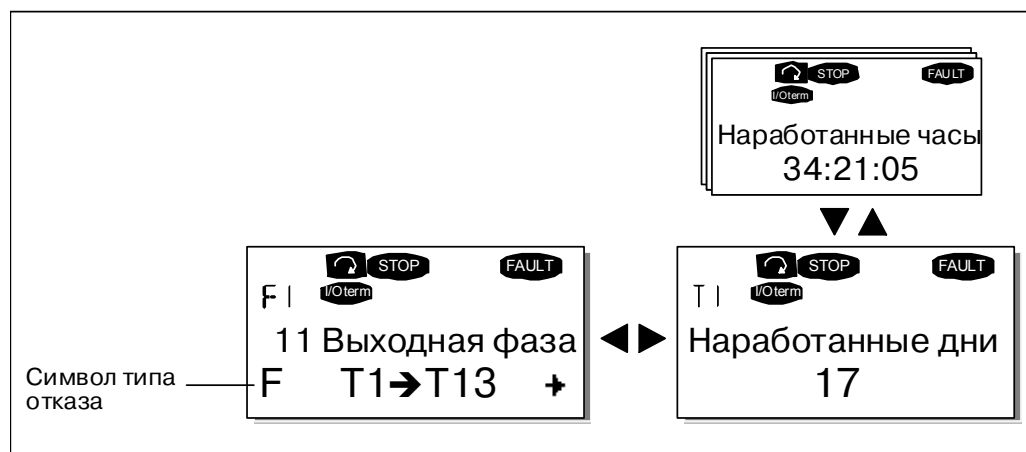 STOP FAULT
I/Oterm
Наработанные часы
34:21:05
STOP FAULT
F1 I/Oterm
11 Выходная фаза
F T1➔T13
Символ типа
отказа
STOP FAULT
T1 I/Oterm
Наработанные дни
17